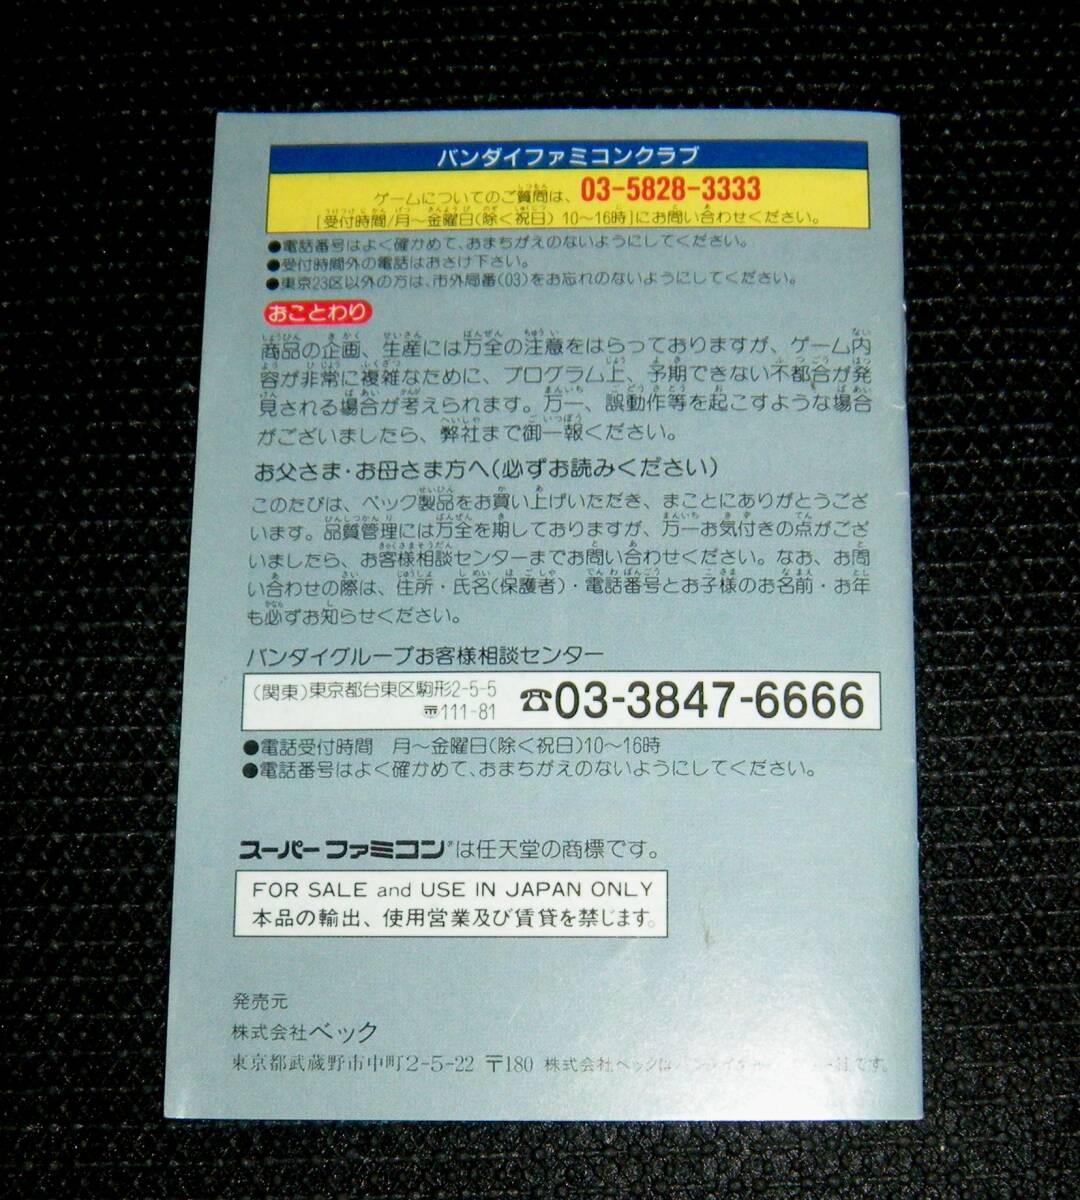 バンダイファミコンクラブ
ゲームについてのご質問は、 03-5828-3333
[受付時間/月〜金曜日(除く祝日) 10〜16時]にお問い合わせください。
●電話番号はよく確かめて、おまちがえのないようにしてください。
●受付時間外の電話はおさけ下さい。
●東京23区以外の方は、市外局番(03)をお忘れのないようにしてください。
おことわり
商品の企画、生産には万全の注意をはらっておりますが、ゲーム内
容が非常に複雑なために、プログラム上、予期できない不都合が発
見される場合が考えられます。万一、誤動作等を起こすような場合
がございましたら、弊社まで御一報ください。
お父さま・お母さま方へ(必ずお読みください)
このたびは、ベック製品をお買い上げいただき、まことにありがとうござ
います。品質管理には万全を期しておりますが、万一お気付きの点がござ
いましたら、お客様相談センターまでお問い合わせください。なお、お問
い合わせの際は、住所・氏名(保護者)・電話番号とお子様のお名前・お年
も必ずお知らせください。
バンダイグループお客様相談センター
(関東)東京都台東区駒形2-5-5
〒111-81
☎03-3847-6666
●電話受付時間 月〜金曜日(除く祝日)10〜16時
●電話番号はよく確かめて、おまちがえのないようにしてください。
スーパーファミコン®は任天堂の商標です。
FOR SALE and USE IN JAPAN ONLY
本品の輸出、使用営業及び賃貸を禁じます。
発売元
株式会社ベック
東京都武蔵野市中町2-5-22 〒180 株式会社ベックは です。